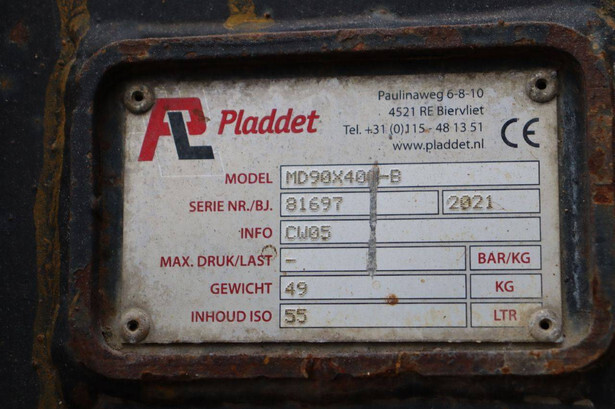 PL Pladdet
Paulinaweg 6-8-10
4521 RE Biervliet
Tel. +31 (0)115 - 48 13 51
www.pladdet.nl
CE
MODEL MD90X400-B
SERIE NR./BJ. 81697 2021
INFO CW05
MAX. DRUK/LAST - BAR/KG
GEWICHT 49 KG
INHOUD ISO 55 LTR